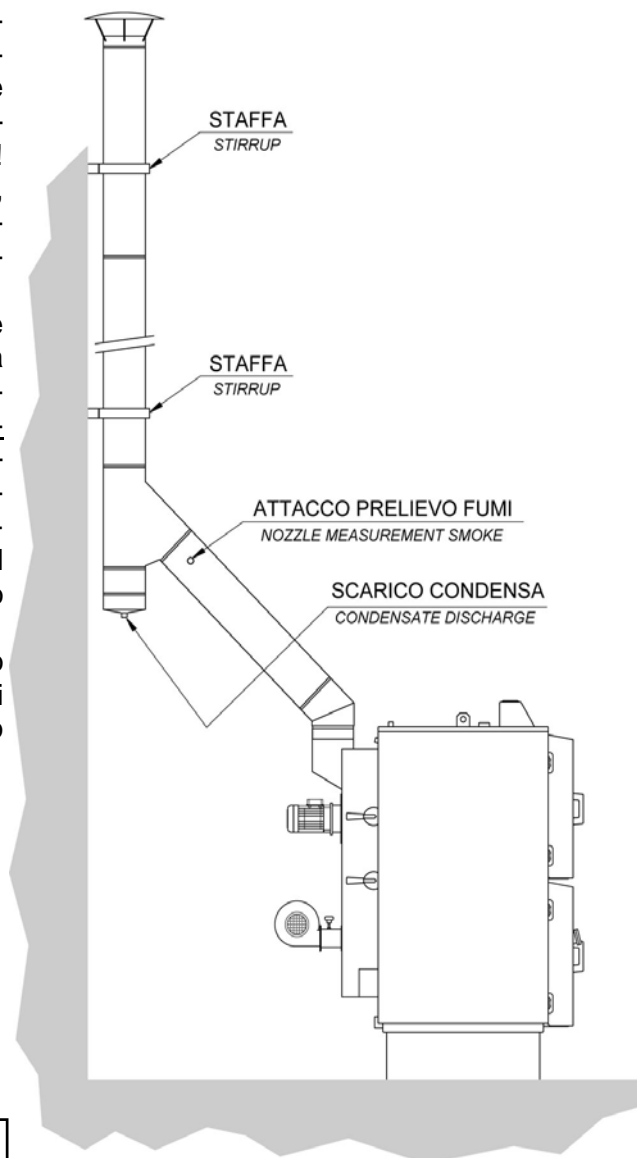 STAFFA
STIRRUP
STAFFA
STIRRUP
ATTACCO PRELIEVO FUMI
NOZZLE MEASUREMENT SMOKE
SCARICO CONDENSA
CONDENSATE DISCHARGE